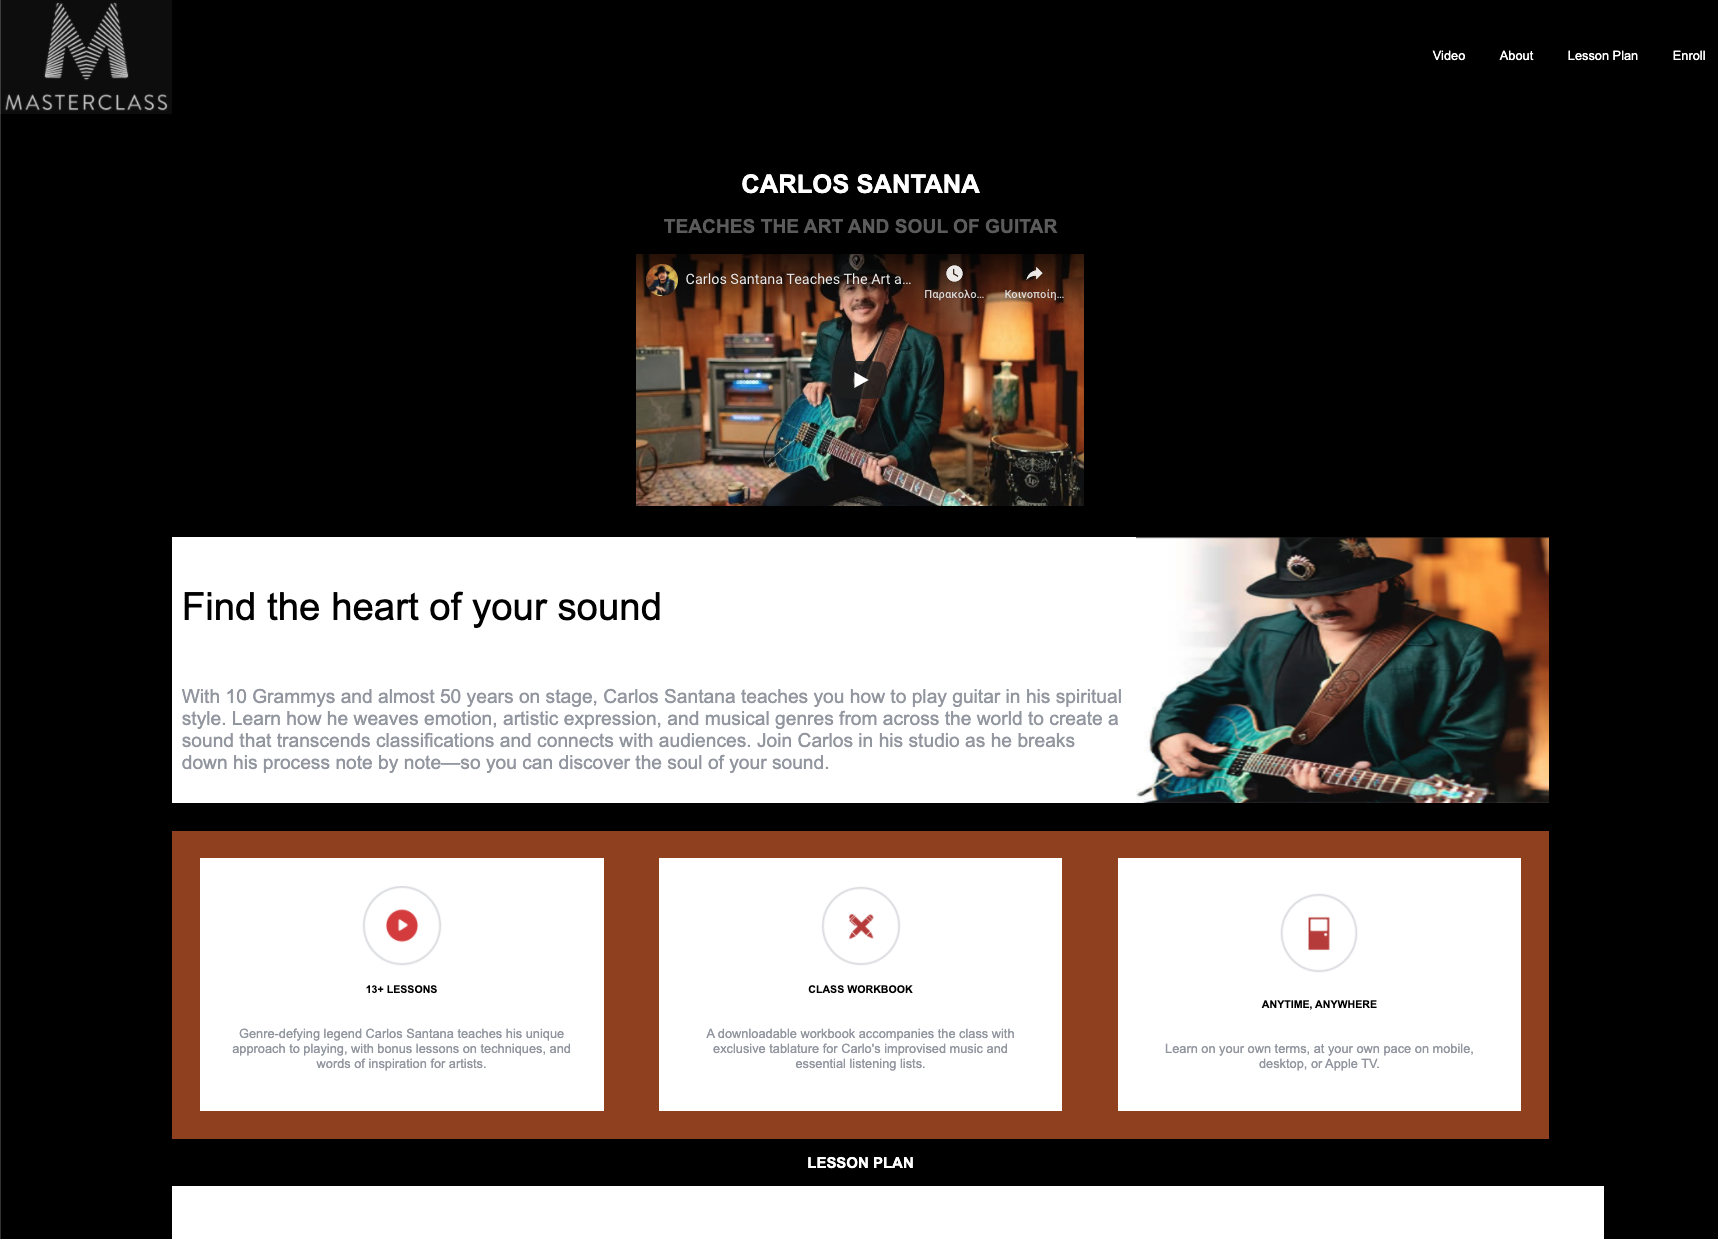 MASTERCLASS
Video
About
Lesson Plan
Enroll
CARLOS SANTANA
TEACHES THE ART AND SOUL OF GUITAR
Carlos Santana Teaches The Art a...
Παρακολο...
Κοινοποίη...
Find the heart of your sound
With 10 Grammys and almost 50 years on stage, Carlos Santana teaches you how to play guitar in his spiritual
style. Learn how he weaves emotion, artistic expression, and musical genres from across the world to create a
sound that transcends classifications and connects with audiences. Join Carlos in his studio as he breaks
down his process note by note—so you can discover the soul of your sound.
13+ LESSONS
Genre-defying legend Carlos Santana teaches his unique
approach to playing, with bonus lessons on techniques, and
words of inspiration for artists.
CLASS WORKBOOK
A downloadable workbook accompanies the class with
exclusive tablature for Carlo's improvised music and
essential listening lists.
ANYTIME, ANYWHERE
Learn on your own terms, at your own pace on mobile,
desktop, or Apple TV.
LESSON PLAN